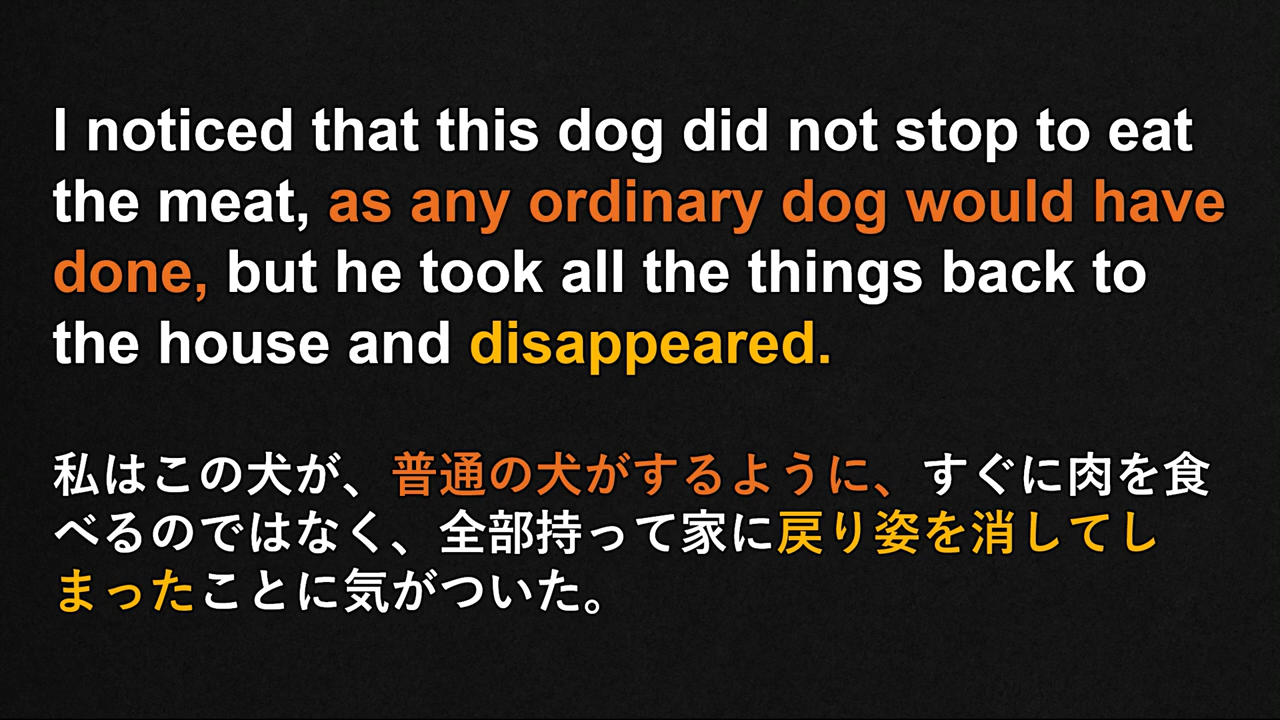 I noticed that this dog did not stop to eat
the meat, as any ordinary dog would have
done, but he took all the things back to
the house and disappeared.
私はこの犬が、普通の犬がするように、すぐに肉を食
べるのではなく、全部持って家に戻り姿を消してし
まったことに気がついた。